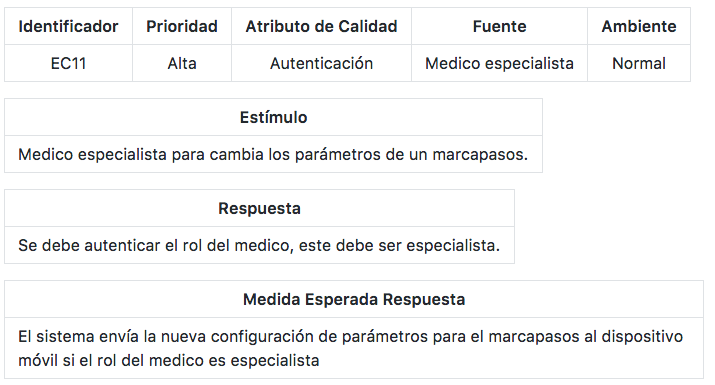 Identificador Prioridad Atributo de Calidad Fuente Ambiente
EC11 Alta Autenticación Medico especialista Normal
Estímulo
Medico especialista para cambia los parámetros de un marcapasos.
Respuesta
Se debe autenticar el rol del medico, este debe ser especialista.
Medida Esperada Respuesta
El sistema envía la nueva configuración de parámetros para el marcapasos al dispositivo
móvil si el rol del medico es especialista